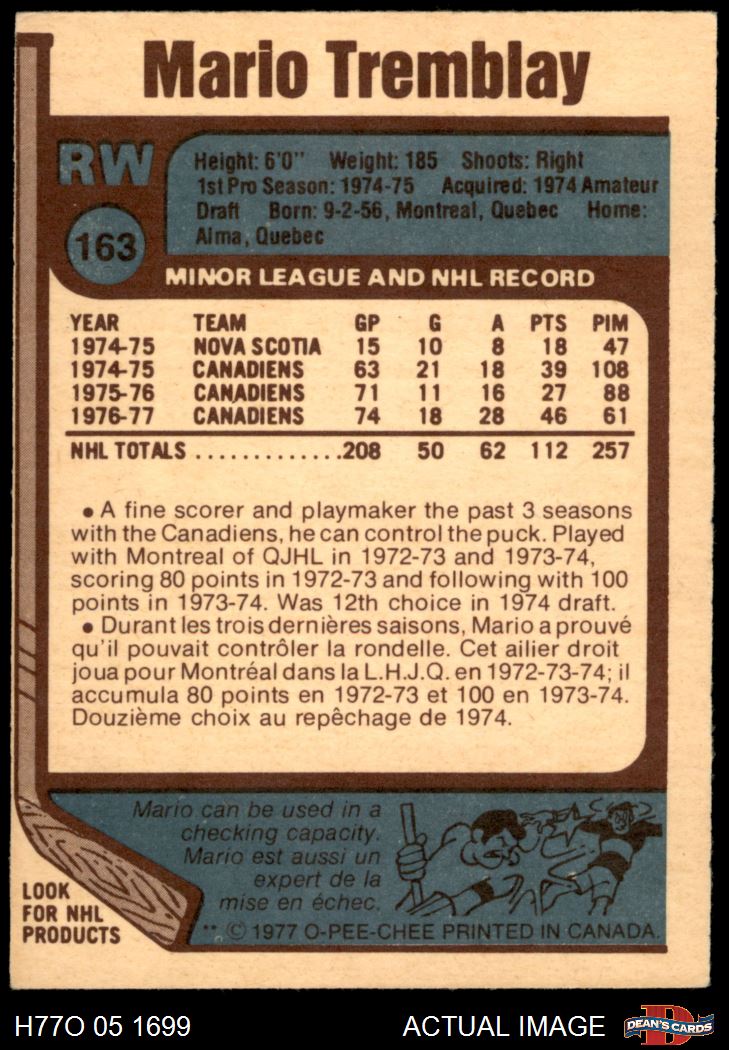 Mario Tremblay
RW
163
Height: 6'0" Weight: 185 Shoots: Right
1st Pro Season: 1974-75 Acquired: 1974 Amateur
Draft Born: 9-2-56, Montreal, Quebec Home:
Alma, Quebec
MINOR LEAGUE AND NHL RECORD
YEAR TEAM GP G A PTS PIM
1974-75 NOVA SCOTIA 15 10 8 18 47
1974-75 CANADIENS 63 21 18 39 108
1975-76 CANADIENS 71 11 16 27 88
1976-77 CANADIENS 74 18 28 46 61
NHL TOTALS .............208 50 62 112 257
• A fine scorer and playmaker the past 3 seasons
with the Canadiens, he can control the puck. Played
with Montreal of QJHL in 1972-73 and 1973-74,
scoring 80 points in 1972-73 and following with 100
points in 1973-74. Was 12th choice in 1974 draft.
• Durant les trois dernières saisons, Mario a prouvé
qu'il pouvait contrôler la rondelle. Cet ailier droit
joua pour Montréal dans la L.H.J.Q. en 1972-73-74; il
accumula 80 points en 1972-73 et 100 en 1973-74.
Douzième choix au repêchage de 1974.
Mario can be used in a
checking capacity.
Mario est aussi un
expert de la
mise en échec.
LOOK
FOR NHL
PRODUCTS
** © 1977 O-PEE-CHEE PRINTED IN CANADA.
H77O 05 1699
ACTUAL IMAGE
D
DEAN'S CARDS